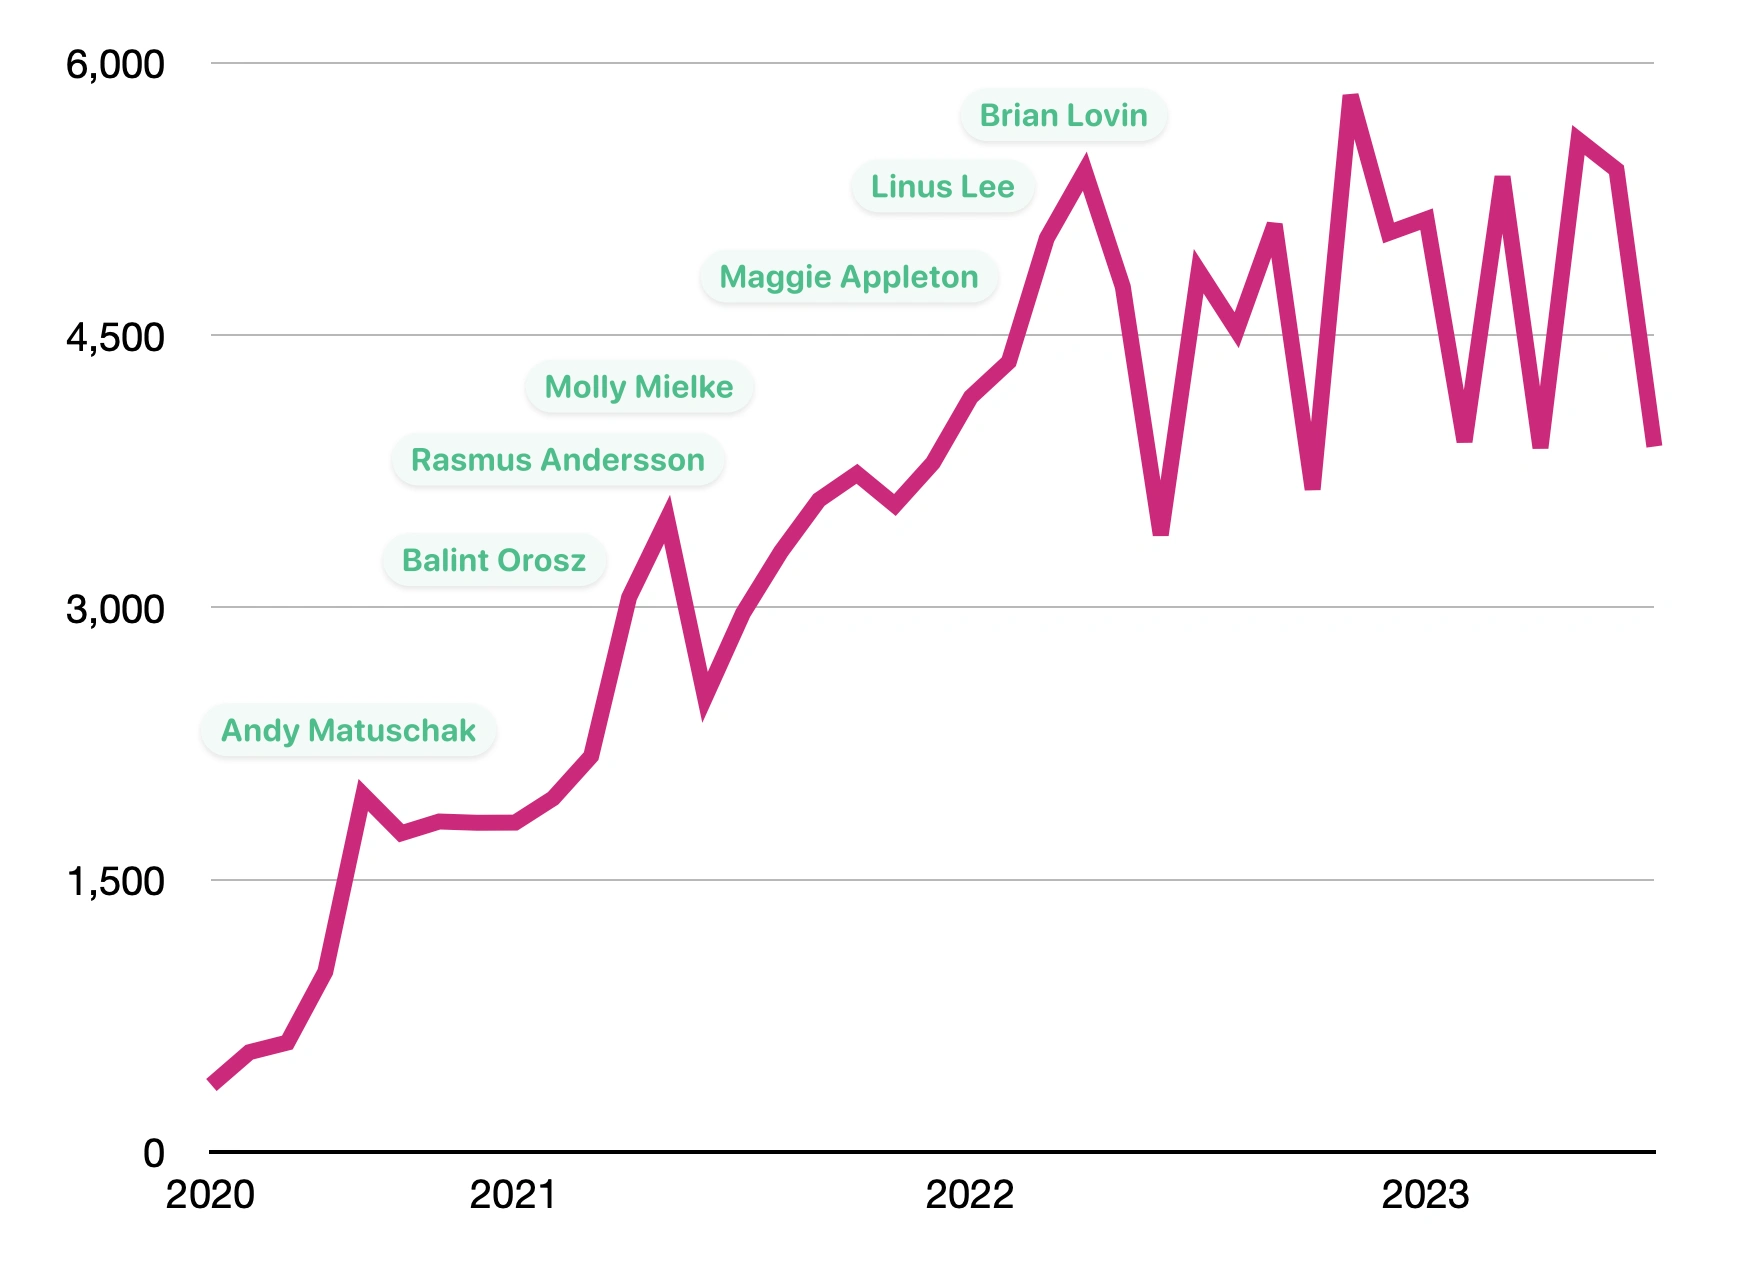 6,000
Brian Lovin
Linus Lee
Maggie Appleton
4,500
Molly Mielke
Rasmus Andersson
Balint Orosz
3,000
Andy Matuschak
1,500
0
2020 2021 2022 2023